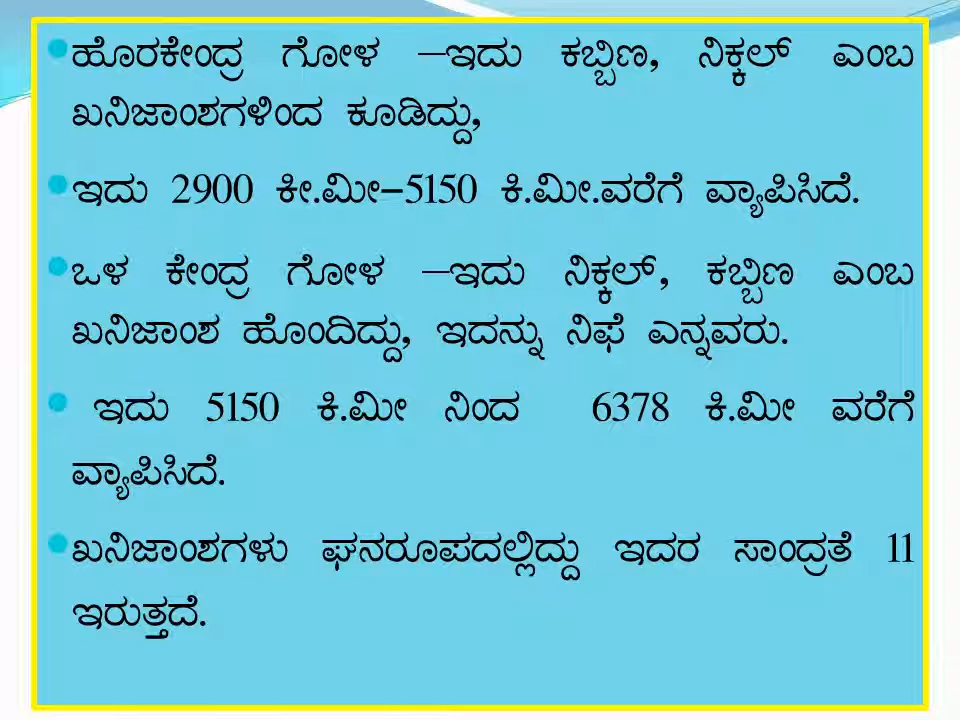 ಹೊರಕೇಂದ್ರ ಗೋಳ –ಇದು ಕಬ್ಬಿಣ, ನಿಕ್ಕಲ್ ಎಂಬ
ಖನಿಜಾಂಶಗಳಿಂದ ಕೂಡಿದ್ದು,
ಇದು 2900 ಕೀ.ಮೀ–5150 ಕಿ.ಮೀ.ವರೆಗೆ ವ್ಯಾಪಿಸಿದೆ.
ಒಳ ಕೇಂದ್ರ ಗೋಳ –ಇದು ನಿಕ್ಕಲ್, ಕಬ್ಬಿಣ ಎಂಬ
ಖನಿಜಾಂಶ ಹೊಂದಿದ್ದು, ಇದನ್ನು ನಿಫೆ ಎನ್ನವರು.
ಇದು 5150 ಕಿ.ಮೀ ನಿಂದ 6378 ಕಿ.ಮೀ ವರೆಗೆ
ವ್ಯಾಪಿಸಿದೆ.
ಖನಿಜಾಂಶಗಳು ಘನರೂಪದಲ್ಲಿದ್ದು ಇದರ ಸಾಂದ್ರತೆ 11
ಇರುತ್ತದೆ.